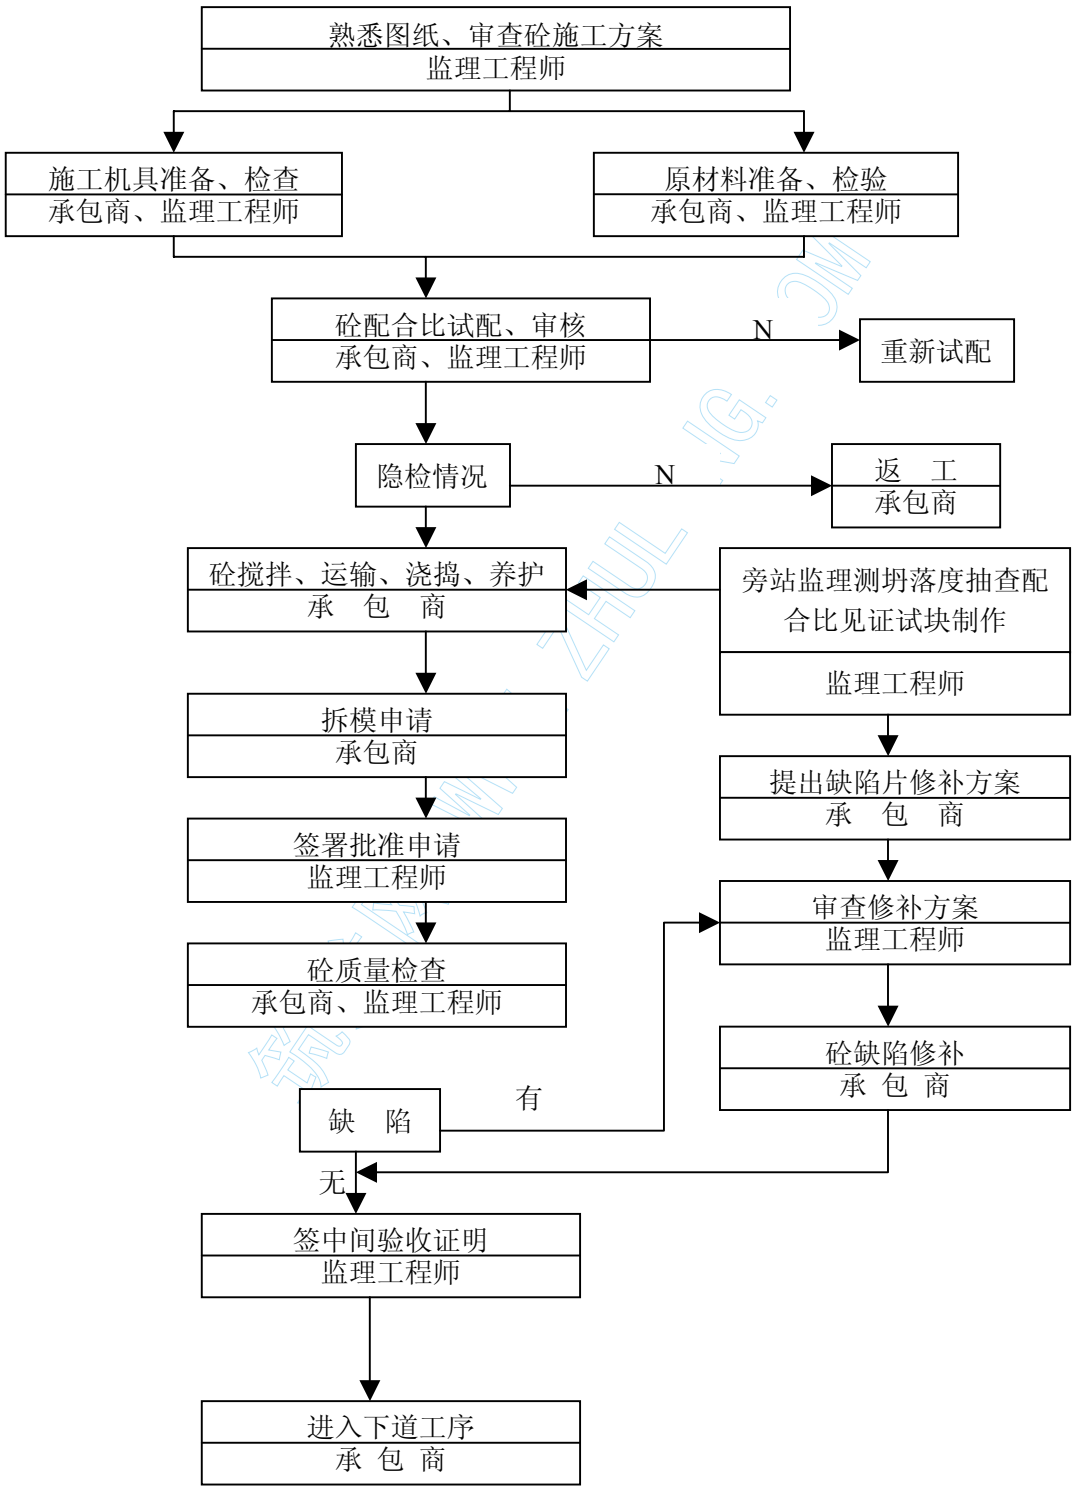 熟悉图纸、审查砼施工方案
监理工程师
施工机具准备、检查
承包商、监理工程师
原材料准备、检验
承包商、监理工程师
砼配合比试配、审核
承包商、监理工程师
N
重新试配
隐检情况
N
返 工
承包商
砼搅拌、运输、浇捣、养护
承 包 商
旁站监理测坍落度抽查配
合比见证试块制作
监理工程师
拆模申请
承包商
提出缺陷片修补方案
承 包 商
签署批准申请
监理工程师
审查修补方案
监理工程师
砼质量检查
承包商、监理工程师
砼缺陷修补
承 包 商
缺 陷
有
无
签中间验收证明
监理工程师
进入下道工序
承 包 商